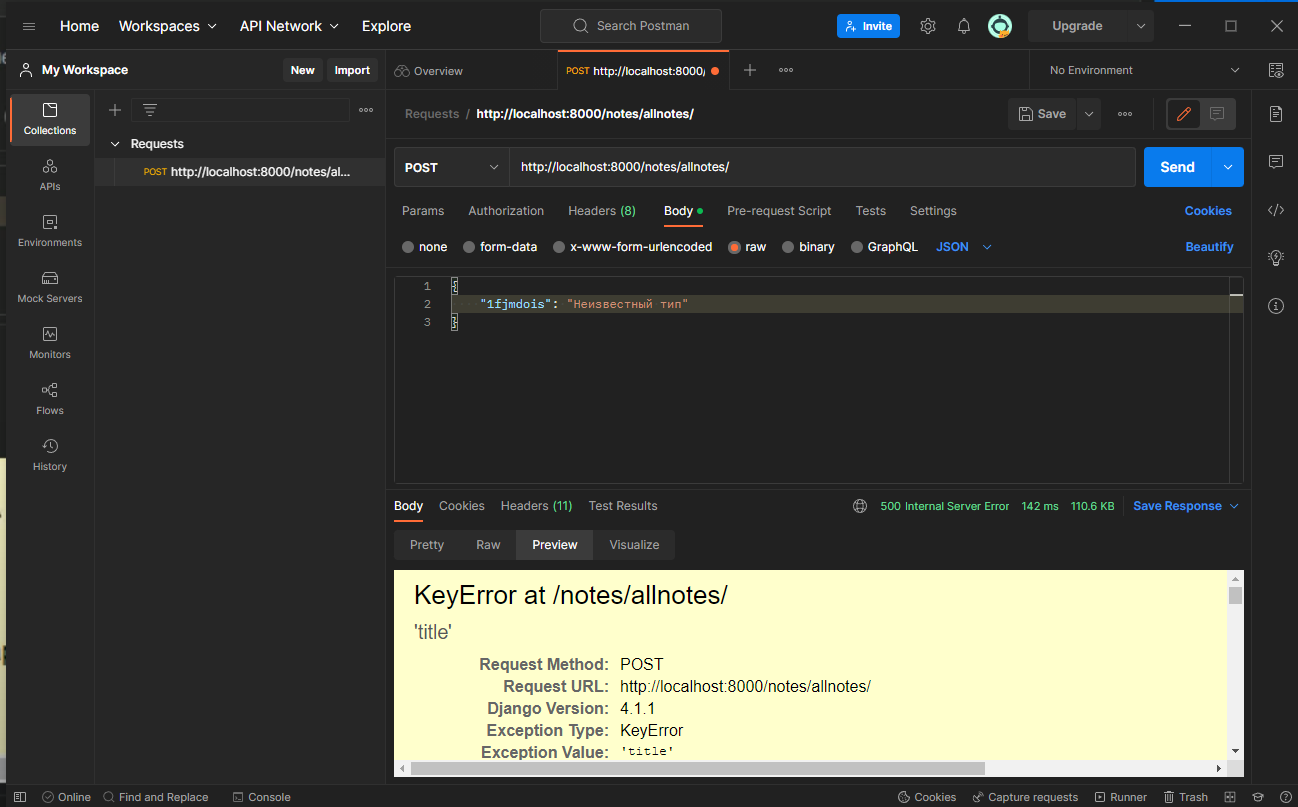 Home
Workspaces
API Network
Explore
Search Postman
Invite
Upgrade
My Workspace
New
Import
Overview
POST http://localhost:8000/
No Environment
Collections
APIs
Environments
Mock Servers
Monitors
Flows
History
Requests
POST http://localhost:8000/notes/al...
Requests / http://localhost:8000/notes/allnotes/
Save
POST
http://localhost:8000/notes/allnotes/
Send
Params
Authorization
Headers (8)
Body
Pre-request Script
Tests
Settings
Cookies
none
form-data
x-www-form-urlencoded
raw
binary
GraphQL
JSON
Beautify
1 {
2 "1fjmdois": "Неизвестный тип"
3 }
Body
Cookies
Headers (11)
Test Results
500 Internal Server Error
142 ms
110.6 KB
Save Response
Pretty
Raw
Preview
Visualize
KeyError at /notes/allnotes/
'title'
Request Method: POST
Request URL: http://localhost:8000/notes/allnotes/
Django Version: 4.1.1
Exception Type: KeyError
Exception Value: 'title'
Online
Find and Replace
Console
Cookies
Capture requests
Runner
Trash